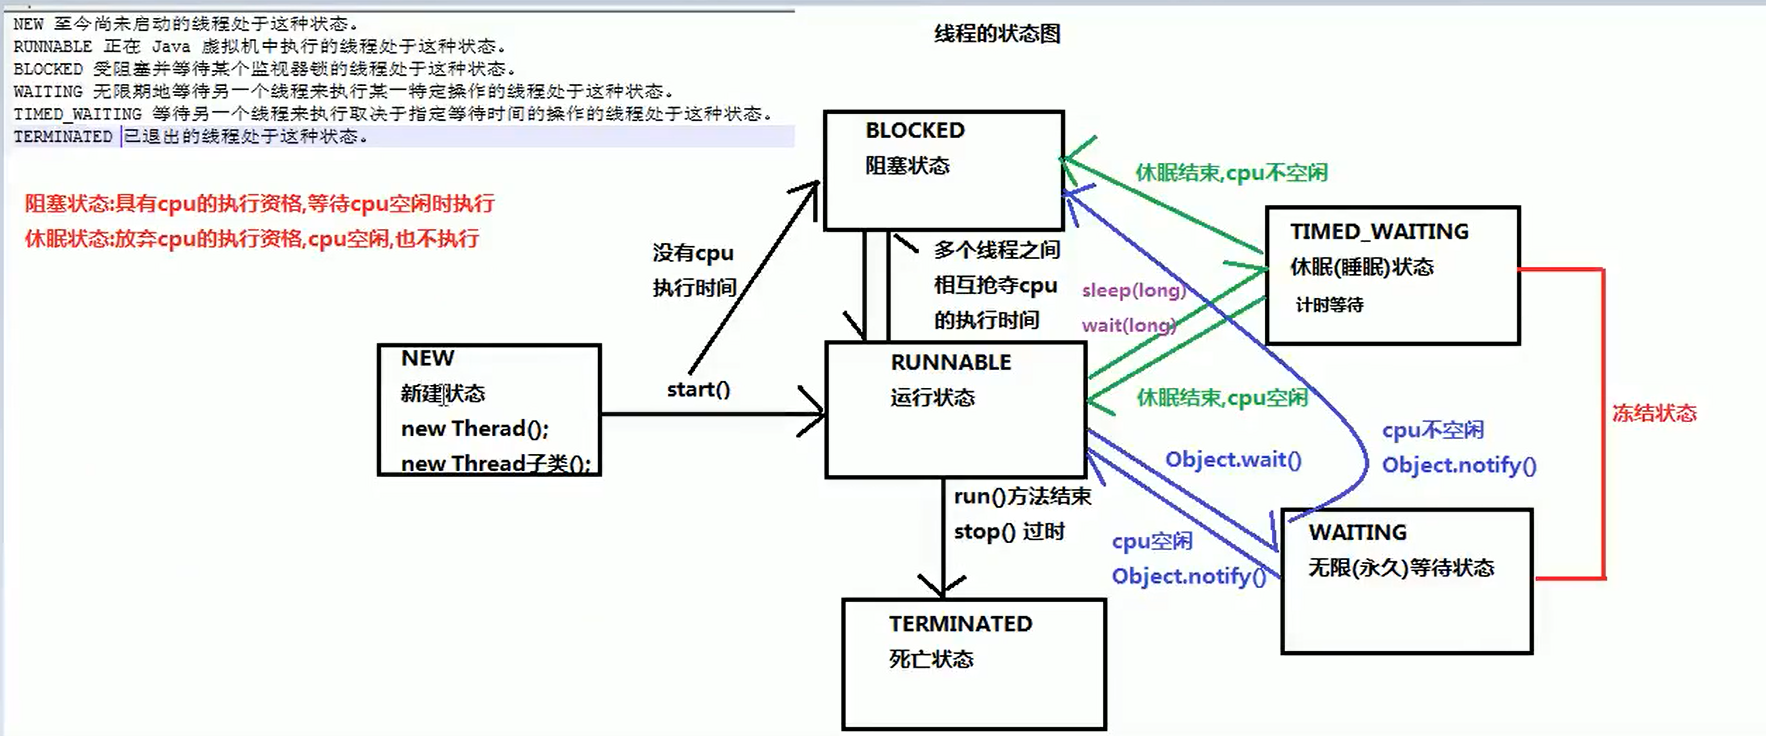 NEW 至今尚未启动的线程处于这种状态。
RUNNABLE 正在 Java 虚拟机中执行的线程处于这种状态。
BLOCKED 受阻塞并等待某个监视器锁的线程处于这种状态。
WAITING 无限期地等待另一个线程来执行某一特定操作的线程处于这种状态。
TIMED_WAITING 等待另一个线程来执行取决于指定等待时间的操作的线程处于这种状态。
TERMINATED 已退出的线程处于这种状态。
线程的状态图
阻塞状态:具有cpu的执行资格,等待cpu空闲时执行
休眠状态:放弃cpu的执行资格,cpu空闲,也不执行
BLOCKED
阻塞状态
休眠结束,cpu不空闲
没有cpu
执行时间
多个线程之间
相互抢夺cpu
的执行时间
sleep(long)
wait(long)
TIMED_WAITING
休眠(睡眠)状态
计时等待
NEW
新建状态
new Therad();
new Thread子类();
start()
RUNNABLE
运行状态
休眠结束,cpu空闲
冻结状态
cpu不空闲
Object.notify()
Object.wait()
run()方法结束
stop() 过时
cpu空闲
Object.notify()
WAITING
无限(永久)等待状态
TERMINATED
死亡状态